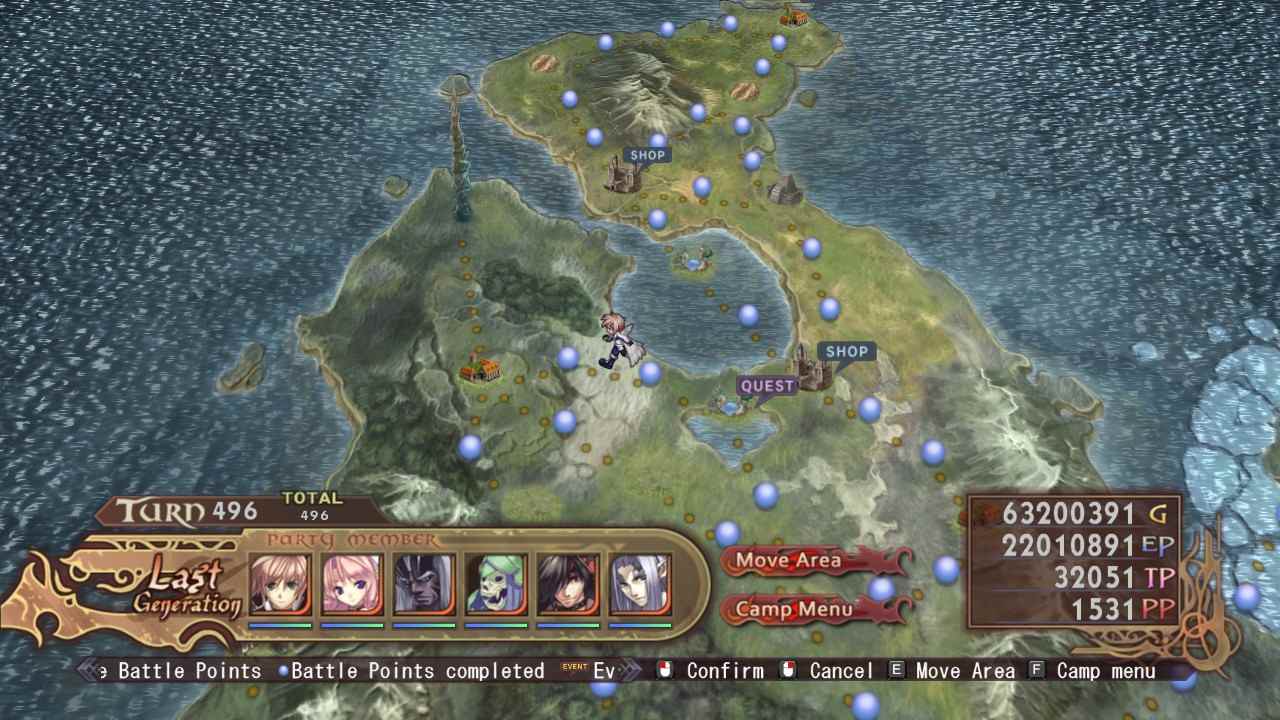 SHOP
SHOP
QUEST
TURN 496
TOTAL
496
PARTY MEMBER
Last
Generation
Move Area
Camp Menu
63200391 G
22010891 EP
32051 TP
1531 PP
e Battle Points Battle Points completed EVENT Ev Confirm Cancel E Move Area F Camp menu